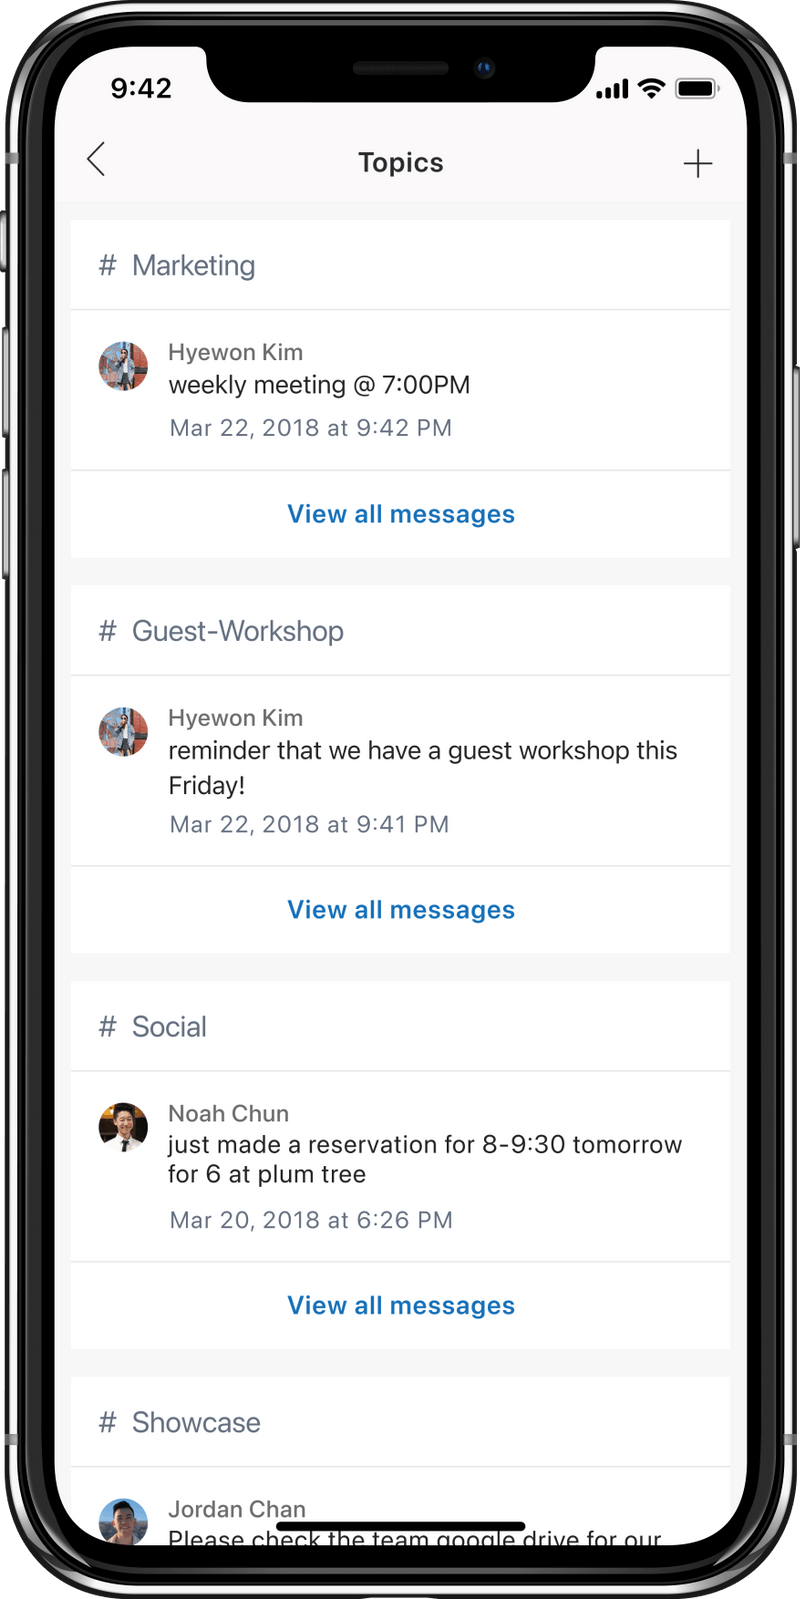 9:42
Topics
# Marketing
Hyewon Kim
weekly meeting @ 7:00PM
Mar 22, 2018 at 9:42 PM
View all messages
# Guest-Workshop
Hyewon Kim
reminder that we have a guest workshop this
Friday!
Mar 22, 2018 at 9:41 PM
View all messages
# Social
Noah Chun
just made a reservation for 8-9:30 tomorrow
for 6 at plum tree
Mar 20, 2018 at 6:26 PM
View all messages
# Showcase
Jordan Chan
Please check the team google drive for our